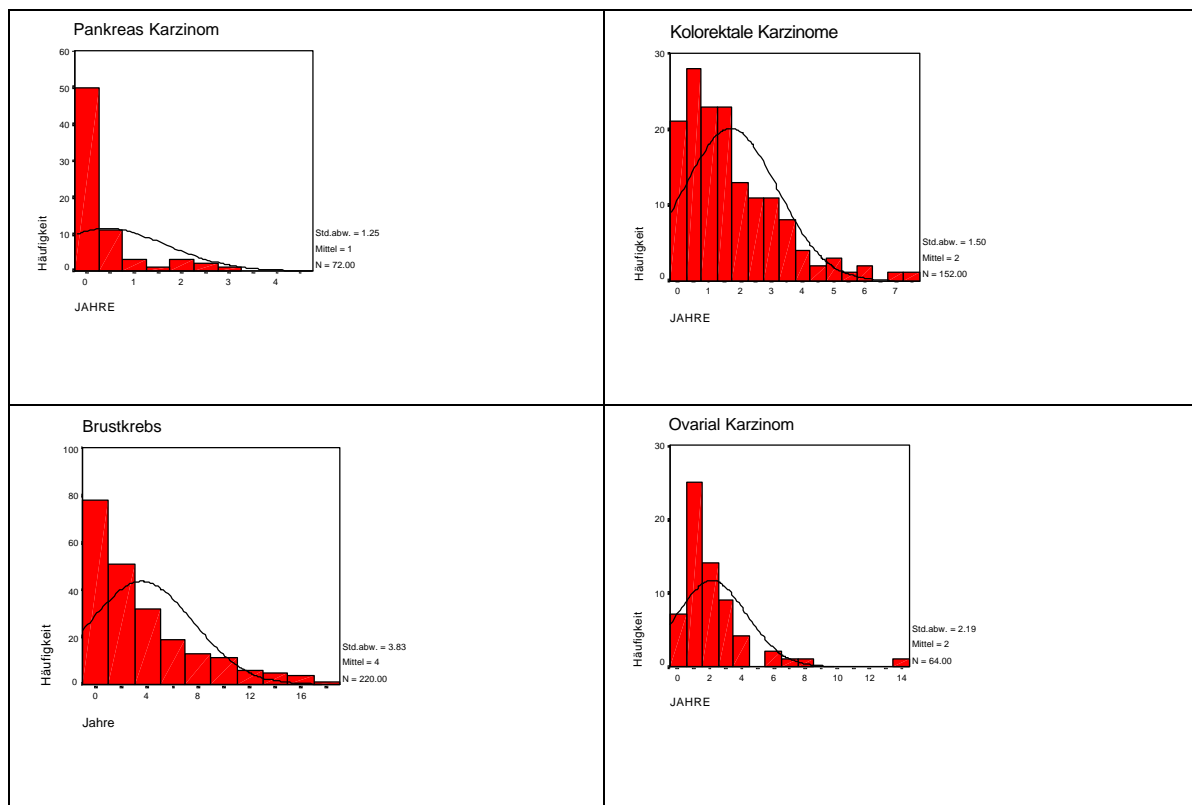 Pankreas Karzinom
60
50
40
30
20
10
0
Häufigkeit
0 1 2 3 4
JAHRE
Std.abw. = 1.25
Mittel = 1
N = 72.00
Kolorektale Karzinome
30
20
10
0
Häufigkeit
0 1 2 3 4 5 6 7
JAHRE
Std.abw. = 1.50
Mittel = 2
N = 152.00
Brustkrebs
100
80
60
40
20
0
Häufigkeit
0 4 8 12 16
Jahre
Std.abw. = 3.83
Mittel = 4
N = 220.00
Ovarial Karzinom
30
20
10
0
Häufigkeit
0 2 4 6 8 10 12 14
JAHRE
Std.abw. = 2.19
Mittel = 2
N = 64.00